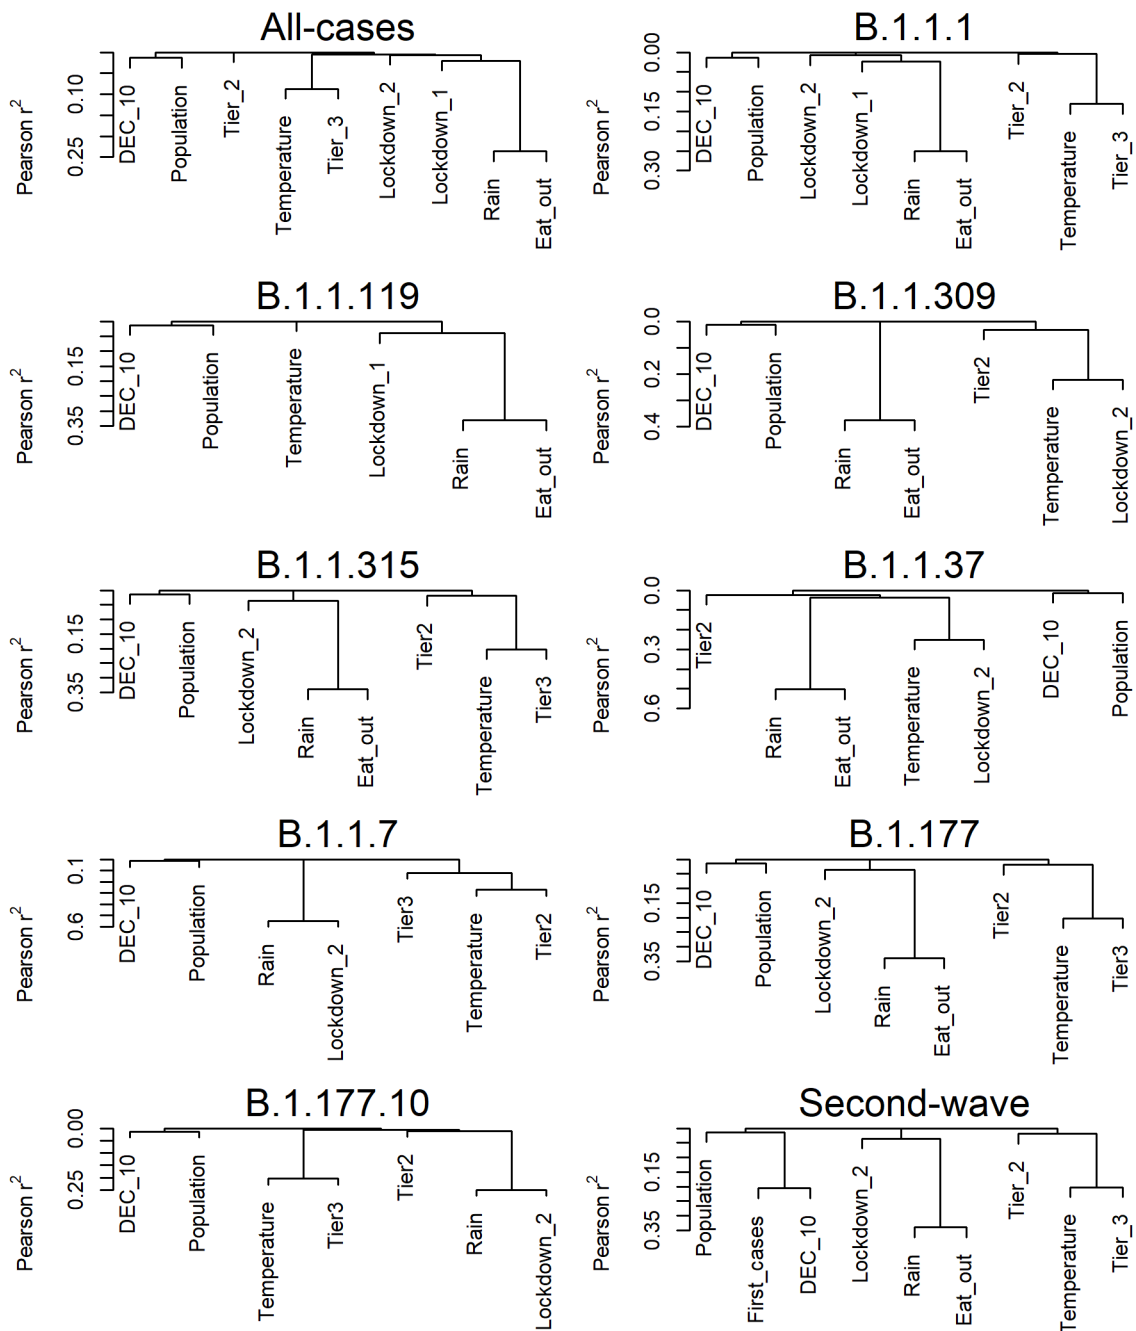 All-cases
Pearson r²
0.10
0.25
DEC_10
Population
Tier_2
Temperature
Tier_3
Lockdown_2
Lockdown_1
Rain
Eat_out
B.1.1.1
Pearson r²
0.00
0.15
0.30
DEC_10
Population
Lockdown_2
Lockdown_1
Rain
Eat_out
Tier_2
Temperature
Tier_3
B.1.1.119
Pearson r²
0.15
0.35
DEC_10
Population
Temperature
Lockdown_1
Rain
Eat_out
B.1.1.309
Pearson r²
0.0
0.2
0.4
DEC_10
Population
Rain
Eat_out
Tier2
Temperature
Lockdown_2
B.1.1.315
Pearson r²
0.15
0.35
DEC_10
Population
Lockdown_2
Rain
Eat_out
Tier2
Temperature
Tier3
B.1.1.37
Pearson r²
0.0
0.3
0.6
Tier2
Rain
Eat_out
Temperature
Lockdown_2
DEC_10
Population
B.1.1.7
Pearson r²
0.1
0.6
DEC_10
Population
Rain
Lockdown_2
Tier3
Temperature
Tier2
B.1.177
Pearson r²
0.15
0.35
DEC_10
Population
Lockdown_2
Rain
Eat_out
Tier2
Temperature
Tier3
B.1.177.10
Pearson r²
0.00
0.25
DEC_10
Population
Temperature
Tier3
Tier2
Rain
Lockdown_2
Second-wave
Pearson r²
0.15
0.35
Population
First_cases
DEC_10
Lockdown_2
Rain
Eat_out
Tier_2
Temperature
Tier_3